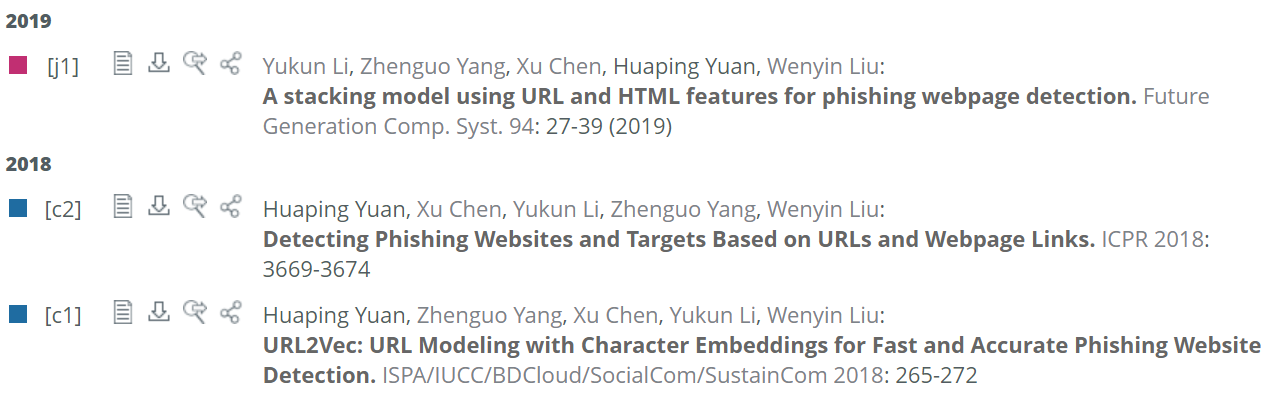 2019
[j1] Yukun Li, Zhenguo Yang, Xu Chen, Huaping Yuan, Wenyin Liu:
A stacking model using URL and HTML features for phishing webpage detection. Future
Generation Comp. Syst. 94: 27-39 (2019)
2018
[c2] Huaping Yuan, Xu Chen, Yukun Li, Zhenguo Yang, Wenyin Liu:
Detecting Phishing Websites and Targets Based on URLs and Webpage Links. ICPR 2018:
3669-3674
[c1] Huaping Yuan, Zhenguo Yang, Xu Chen, Yukun Li, Wenyin Liu:
URL2Vec: URL Modeling with Character Embeddings for Fast and Accurate Phishing Website
Detection. ISPA/IUCC/BDCloud/SocialCom/SustainCom 2018: 265-272